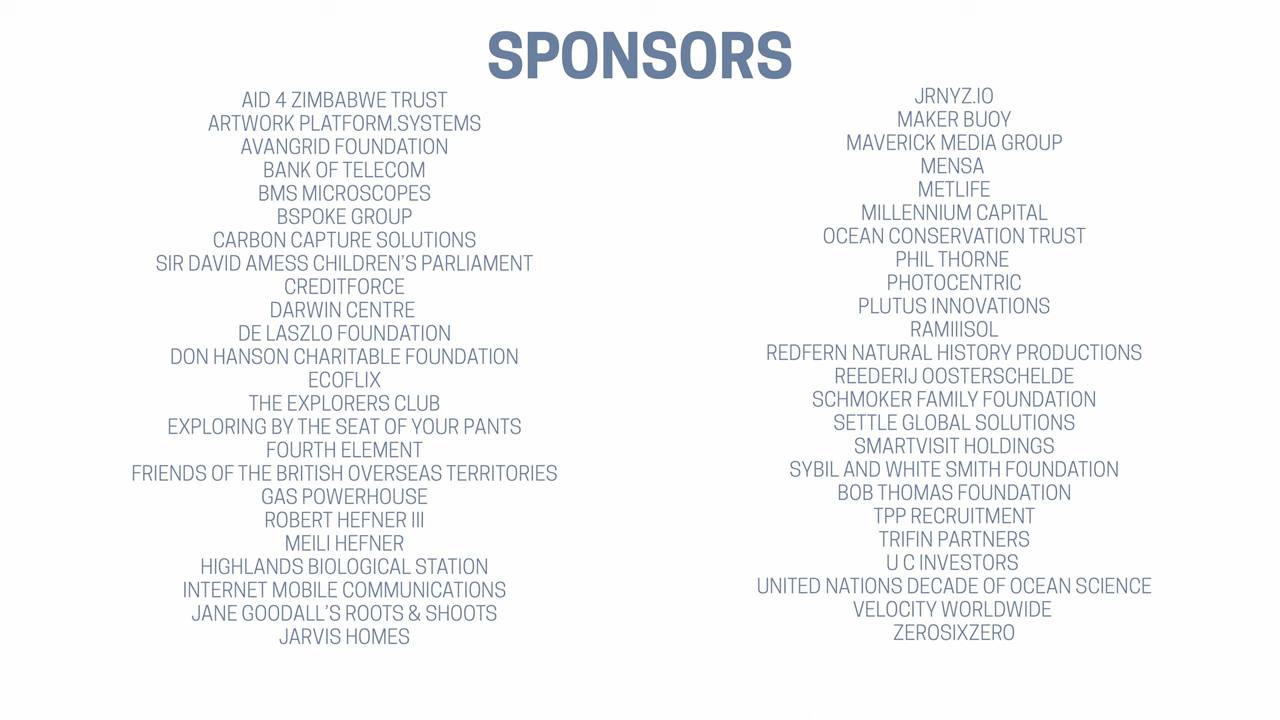 SPONSORS
AID 4 ZIMBABWE TRUST
ARTWORK PLATFORM.SYSTEMS
AVANGRID FOUNDATION
BANK OF TELECOM
BMS MICROSCOPES
BSPOKE GROUP
CARBON CAPTURE SOLUTIONS
SIR DAVID AMESS CHILDREN'S PARLIAMENT
CREDITFORCE
DARWIN CENTRE
DE LASZLO FOUNDATION
DON HANSON CHARITABLE FOUNDATION
ECOFLIX
THE EXPLORERS CLUB
EXPLORING BY THE SEAT OF YOUR PANTS
FOURTH ELEMENT
FRIENDS OF THE BRITISH OVERSEAS TERRITORIES
GAS POWERHOUSE
ROBERT HEFNER III
MEILI HEFNER
HIGHLANDS BIOLOGICAL STATION
INTERNET MOBILE COMMUNICATIONS
JANE GOODALL'S ROOTS & SHOOTS
JARVIS HOMES
JRNYZ.IO
MAKER BUOY
MAVERICK MEDIA GROUP
MENSA
METLIFE
MILLENNIUM CAPITAL
OCEAN CONSERVATION TRUST
PHIL THORNE
PHOTOCENTRIC
PLUTUS INNOVATIONS
RAMIIISOL
REDFERN NATURAL HISTORY PRODUCTIONS
REEDERIJ OOSTERSCHELDE
SCHMOKER FAMILY FOUNDATION
SETTLE GLOBAL SOLUTIONS
SMARTVISIT HOLDINGS
SYBIL AND WHITE SMITH FOUNDATION
BOB THOMAS FOUNDATION
TPP RECRUITMENT
TRIFIN PARTNERS
U C INVESTORS
UNITED NATIONS DECADE OF OCEAN SCIENCE
VELOCITY WORLDWIDE
ZEROSIXZERO